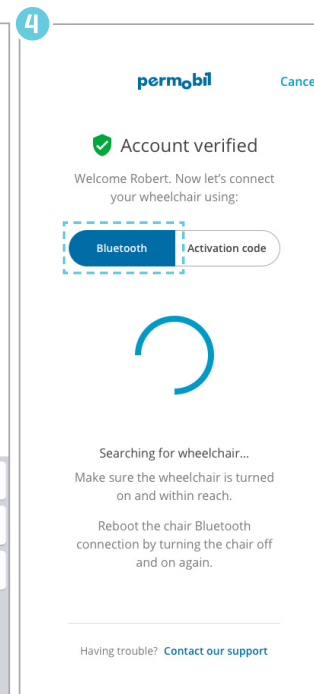 4
permobil
Cance
Account verified
Welcome Robert. Now let's connect
your wheelchair using:
Bluetooth
Activation code
Searching for wheelchair...
Make sure the wheelchair is turned
on and within reach.
Reboot the chair Bluetooth
connection by turning the chair off
and on again.
Having trouble? Contact our support